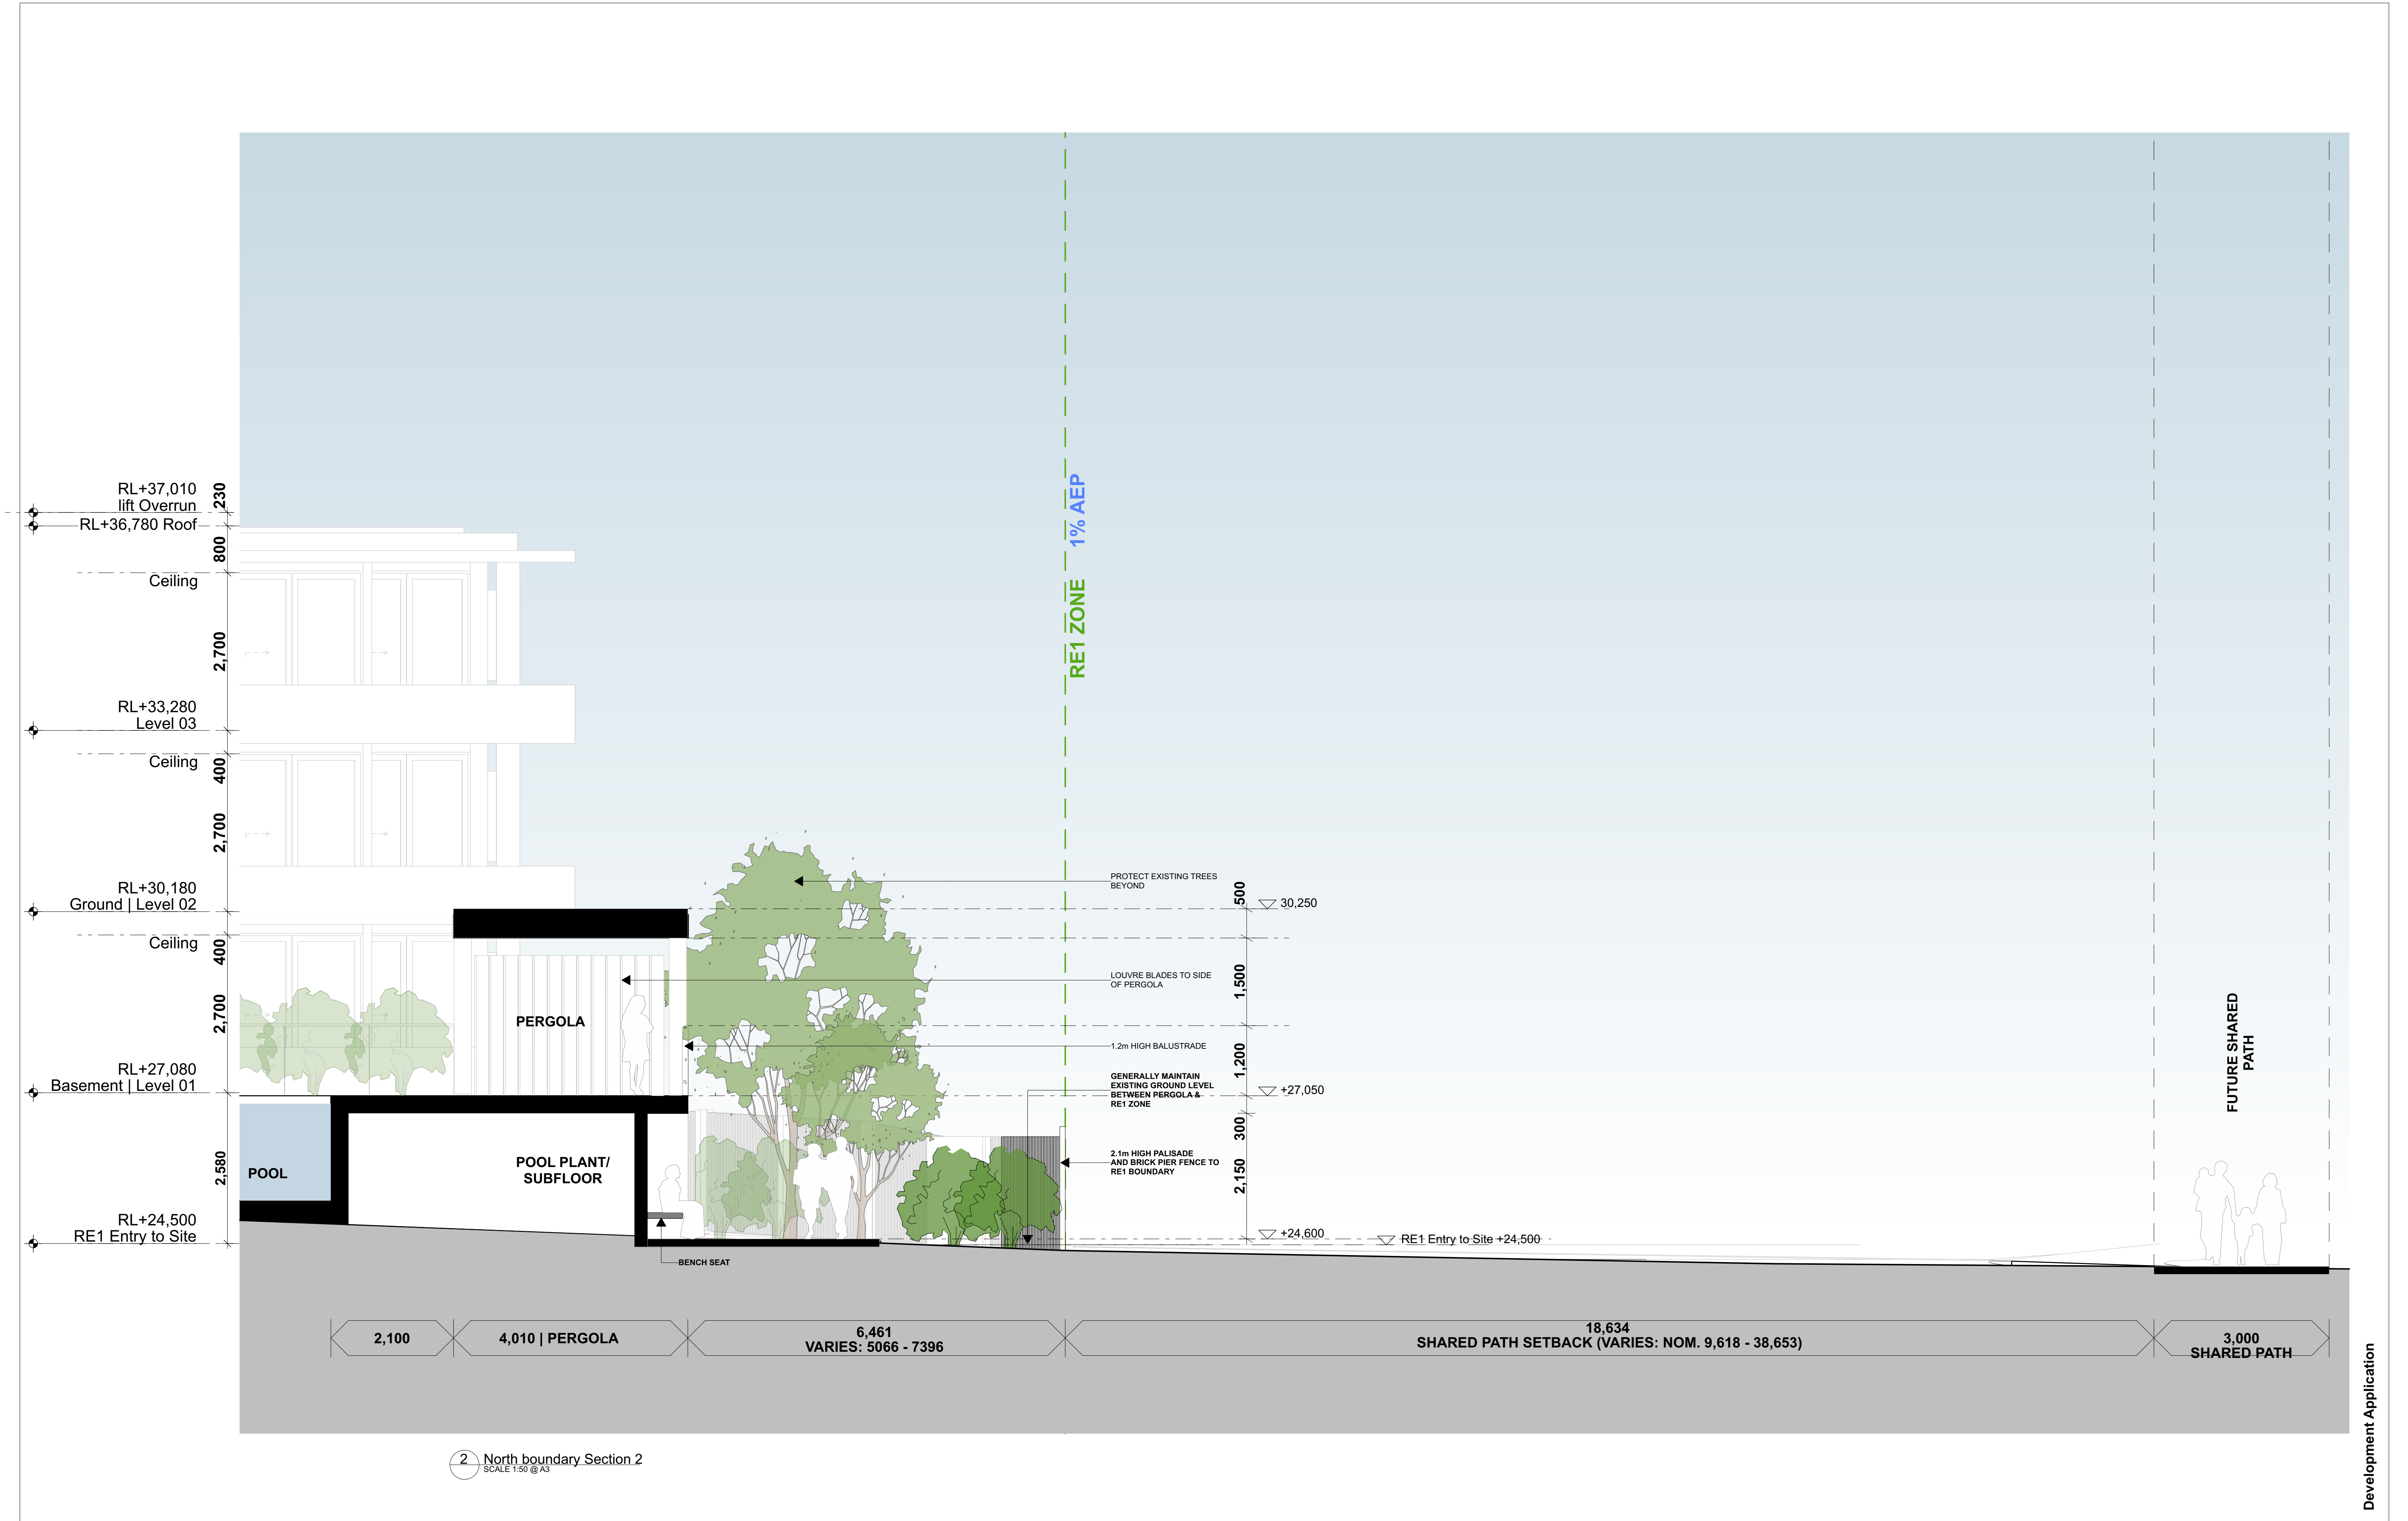 RL+37,010
lift Overrun
230
RL+36,780 Roof
800
Ceiling
2,700
RL+33,280
Level 03
Ceiling
400
2,700
RL+30,180
Ground | Level 02
Ceiling
400
2,700
RL+27,080
Basement | Level 01
2,580
RL+24,500
RE1 Entry to Site
POOL
PERGOLA
POOL PLANT/
SUBFLOOR
BENCH SEAT
RE1 ZONE
1% AEP
PROTECT EXISTING TREES
BEYOND
LOUVRE BLADES TO SIDE
OF PERGOLA
1.2m HIGH BALUSTRADE
GENERALLY MAINTAIN
EXISTING GROUND LEVEL
BETWEEN PERGOLA &
RE1 ZONE
2.1m HIGH PALISADE
AND BRICK PIER FENCE TO
RE1 BOUNDARY
500
30,250
1,500
1,200
+27,050
300
2,150
+24,600
RE1 Entry to Site +24,500
FUTURE SHARED
PATH
2,100
4,010 | PERGOLA
6,461
VARIES: 5066 - 7396
18,634
SHARED PATH SETBACK (VARIES: NOM. 9,618 - 38,653)
3,000
SHARED PATH
2
North boundary Section 2
SCALE 1:50 @ A3
Development Application